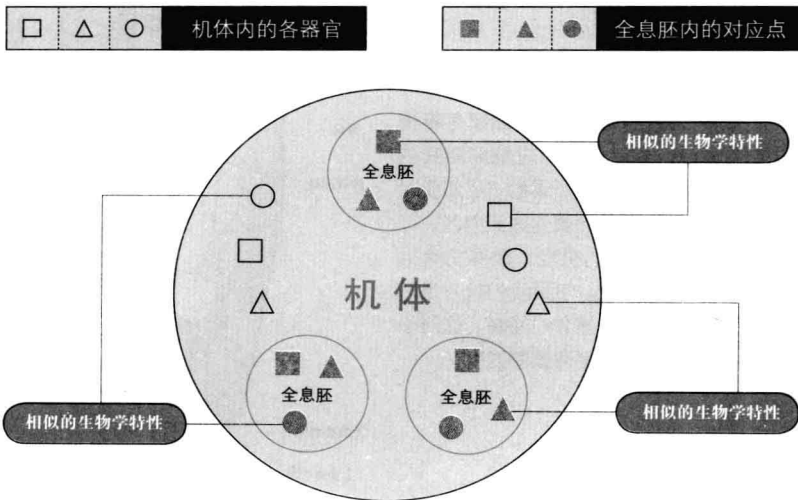 机体内的各器官
全息胚内的对应点
相似的生物学特性
全息胚
机体
全息胚
全息胚
相似的生物学特性
相似的生物学特性